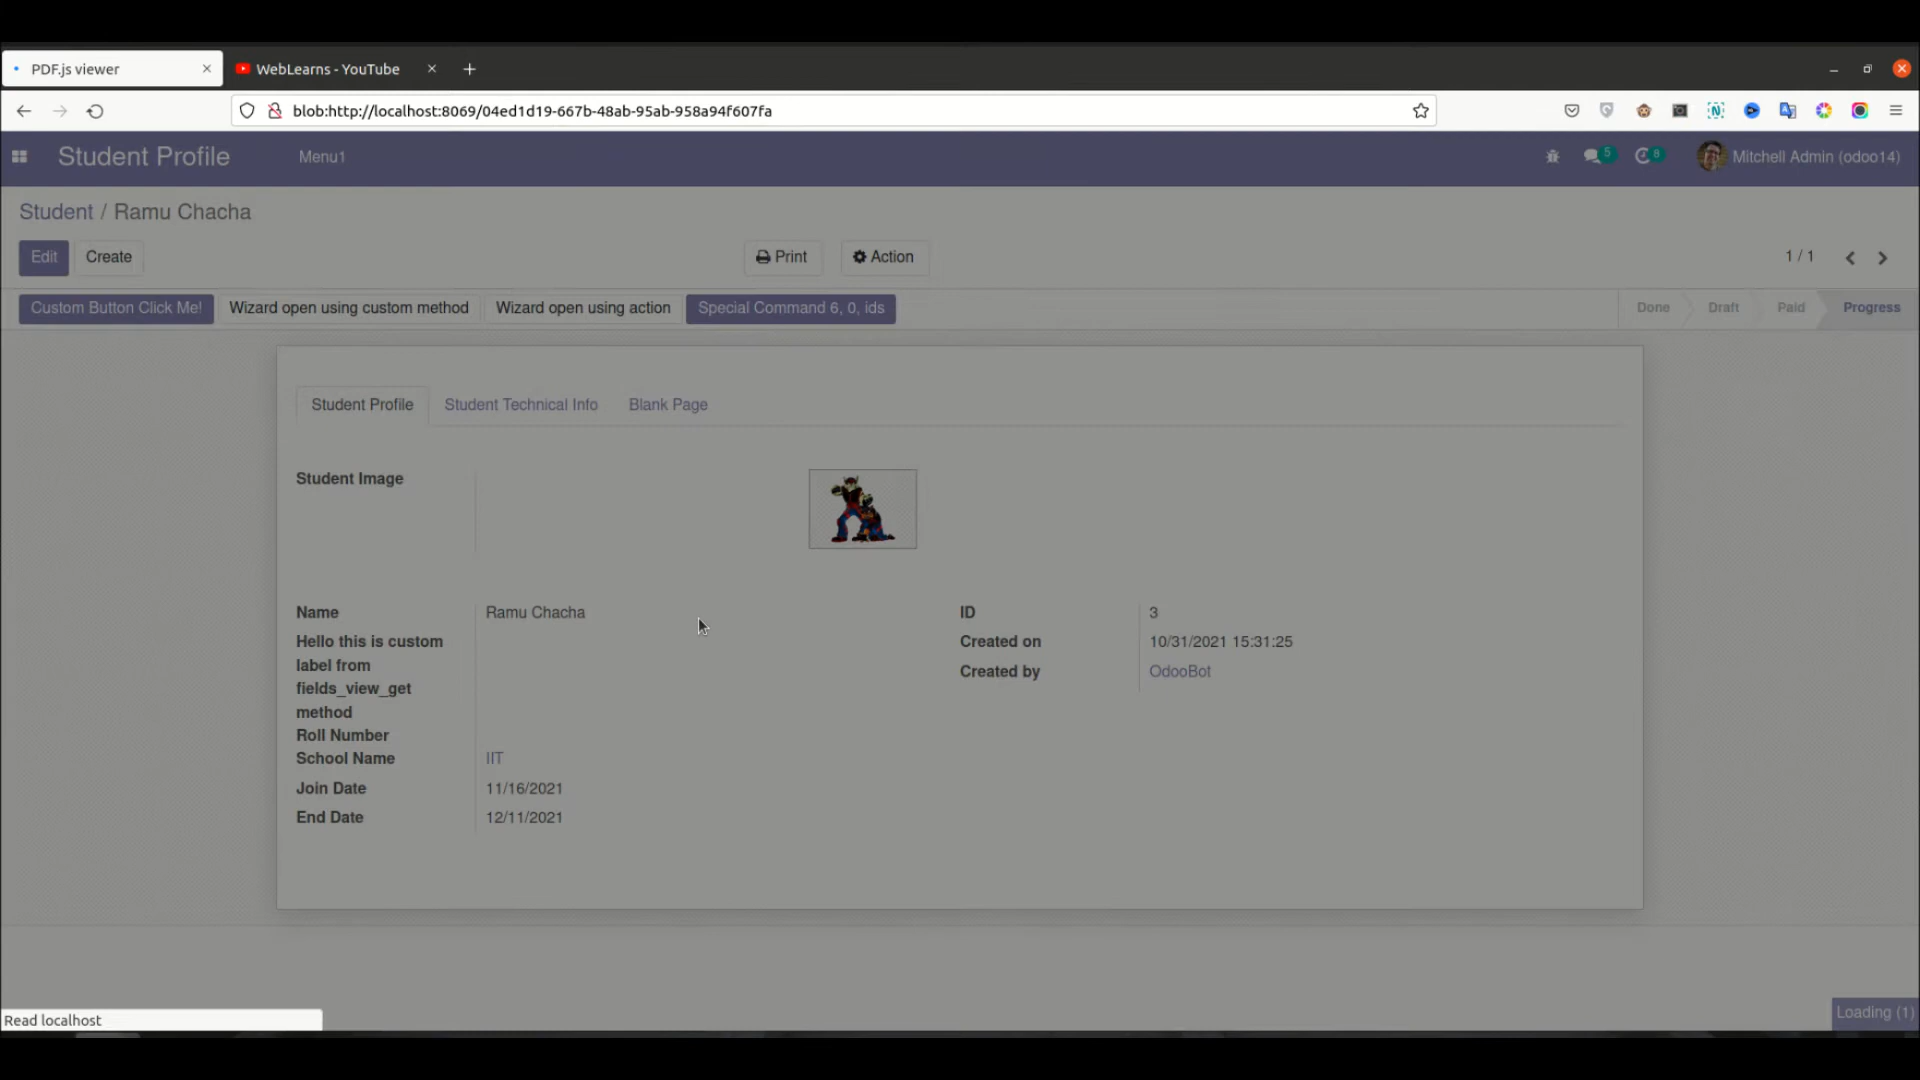 PDF.js viewer
WebLearns - YouTube
blob:http://localhost:8069/04ed1d19-667b-48ab-95ab-958a94f607fa
Student Profile
Menu1
5
8
Mitchell Admin (odoo14)
Student / Ramu Chacha
Edit
Create
Print
Action
1 / 1
Custom Button Click Me!
Wizard open using custom method
Wizard open using action
Special Command 6, 0, ids
Done
Draft
Paid
Progress
Student Profile
Student Technical Info
Blank Page
Student Image
Name
Ramu Chacha
ID
3
Hello this is custom
label from
fields_view_get
method
Created on
10/31/2021 15:31:25
Created by
OdooBot
Roll Number
School Name
IIT
Join Date
11/16/2021
End Date
12/11/2021
Read localhost
Loading (1)